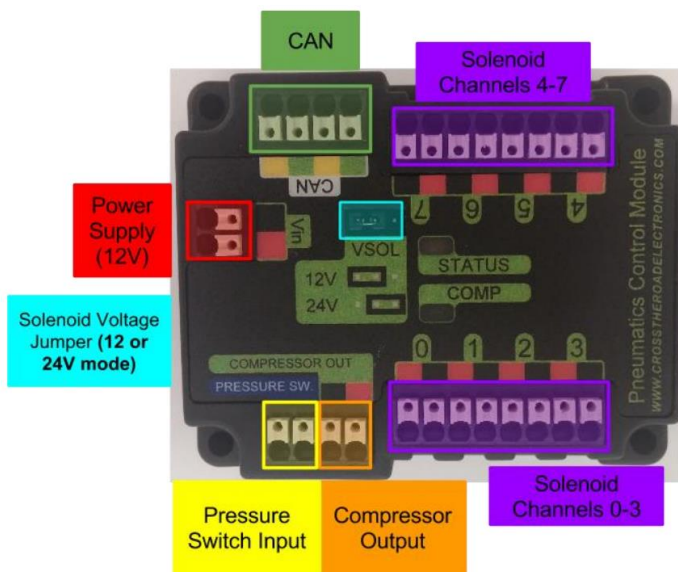 CAN
Solenoid
Channels 4-7
CAN
7 6 5 4
Power
Supply
(12V)
Vin
VSOL
12V
24V
STATUS
COMP
Pneumatics Control Module
WWW.CROSSTHEROADELECTRONICS.COM
Solenoid Voltage
Jumper (12 or
24V mode)
COMPRESSOR OUT
PRESSURE SW.
0 1 2 3
Pressure
Switch Input
Compressor
Output
Solenoid
Channels 0-3